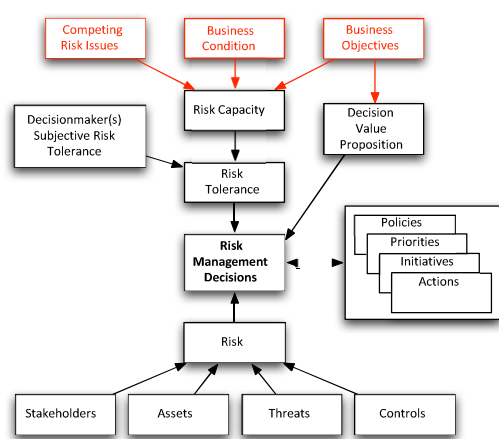 Competing
Risk Issues
Business
Condition
Business
Objectives
Risk Capacity
Decisionmaker(s)
Subjective Risk
Tolerance
Decision
Value
Proposition
Risk
Tolerance
Risk
Management
Decisions
Policies
Priorities
Initiatives
Actions
Risk
Stakeholders
Assets
Threats
Controls